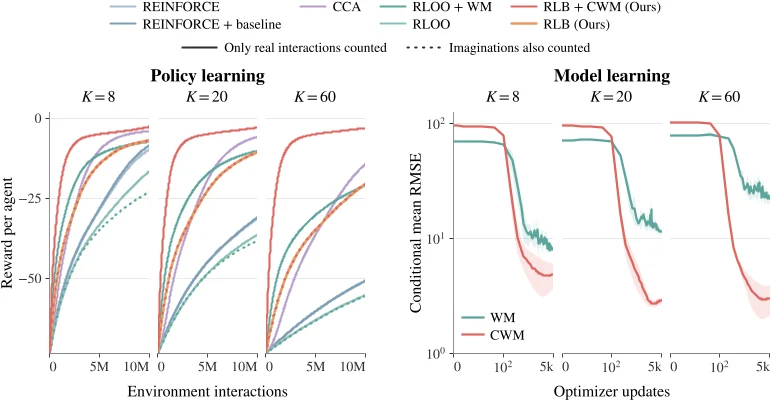 REINFORCE CCA RLOO + WM RLB + CWM (Ours)
REINFORCE + baseline RLOO RLB (Ours)
Only real interactions counted Imaginations also counted
Policy learning
K = 8 K = 20 K = 60
Reward per agent
0
−25
−50
5M 10M 5M 10M 5M 10M
Environment interactions
Model learning
K = 8 K = 20 K = 60
Conditional mean RMSE
10²
10¹
10⁰
WM
CWM
0 10² 5k 0 10² 5k 0 10² 5k
Optimizer updates